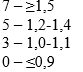 7 – ≥1,5
5 – 1,2-1,4
3 – 1,0-1,1
0 – ≤0,9